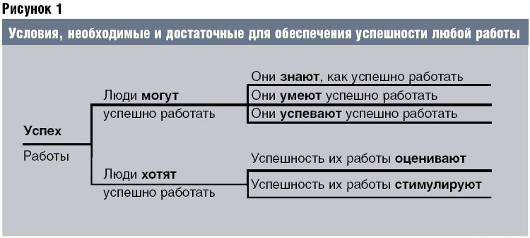 Рисунок 1
Условия, необходимые и достаточные для обеспечения успешности любой работы
Успех
Работы
Люди могут
успешно работать
Они знают, как успешно работать
Они умеют успешно работать
Они успевают успешно работать
Люди хотят
успешно работать
Успешность их работы оценивают
Успешность их работы стимулируют